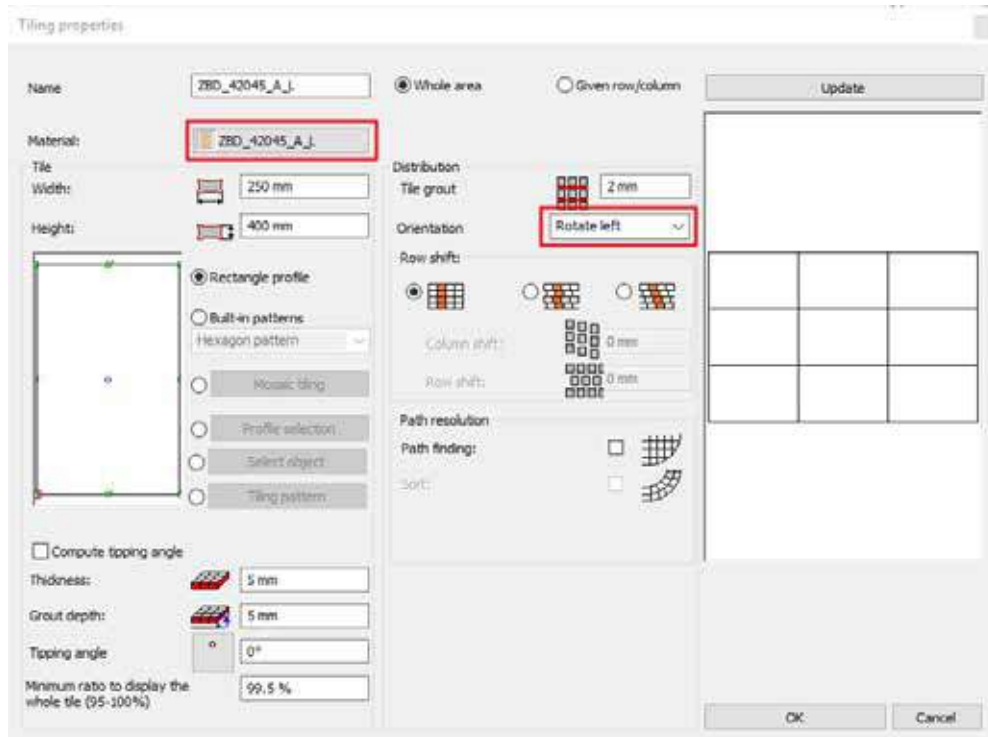 Tiling properties
Name
ZBD_42045_A_J.
Whole area
Given row/column
Update
Material:
ZBD_42045_A_J.
Tile
Width:
250 mm
Height:
400 mm
Rectangle profile
Built-in patterns
Hexagon pattern
Mosaic tiling
Profile selection
Select object
Tiling pattern
Compute tipping angle
Thickness:
5 mm
Grout depth:
5 mm
Tipping angle
0°
Minimum ratio to display the
whole tile (95-100%)
99.5 %
Distribution
Tile grout
2 mm
Orientation
Rotate left
Row shift:
Column shift:
0 mm
Row shift:
0 mm
Path resolution
Path finding:
Sort:
OK
Cancel